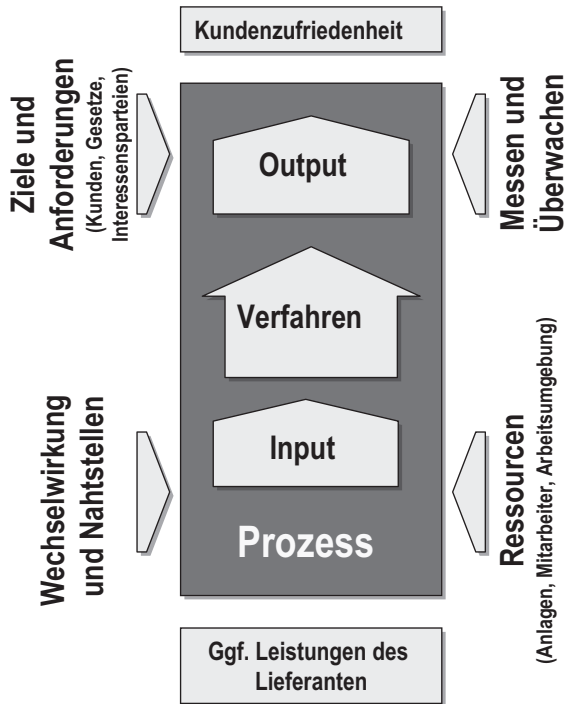 Kundenzufriedenheit
Ziele und
Anforderungen
(Kunden, Gesetze,
Interessensparteien)
Output
Messen und
Überwachen
Verfahren
Wechselwirkung
und Nahtstellen
Input
Ressourcen
(Anlagen, Mitarbeiter, Arbeitsumgebung)
Prozess
Ggf. Leistungen des
Lieferanten